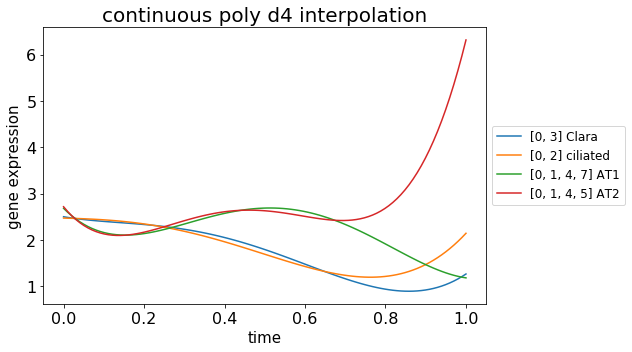 continuous poly d4 interpolation
gene expression
6
5
4
3
2
1
0.0 0.2 0.4 0.6 0.8 1.0
time
[0, 3] Clara
[0, 2] ciliated
[0, 1, 4, 7] AT1
[0, 1, 4, 5] AT2